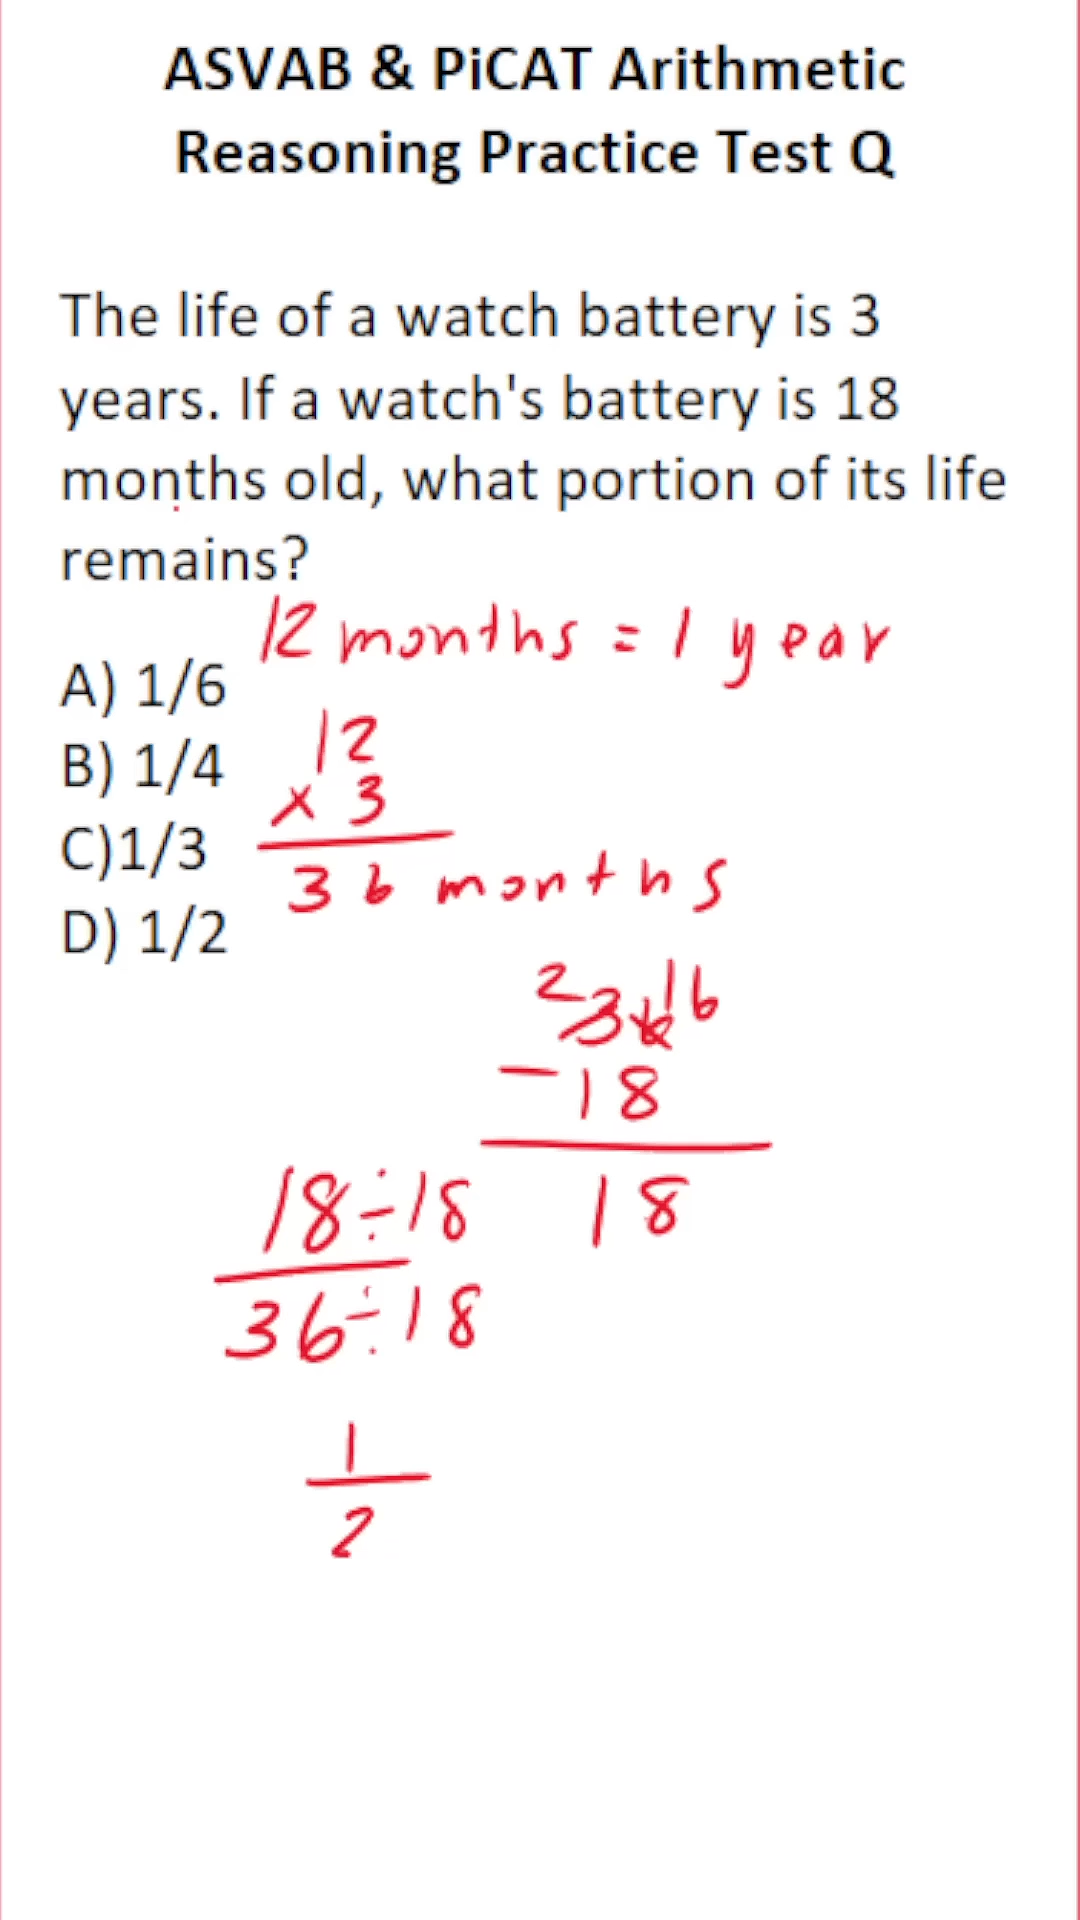 ASVAB & PiCAT Arithmetic
Reasoning Practice Test Q
The life of a watch battery is 3
years. If a watch's battery is 18
months old, what portion of its life
remains?
12 months = 1 year
A) 1/6
B) 1/4
C)1/3
D) 1/2
12
x 3
36 months
2 16
36
-18
18
18÷18
36÷18
1
2